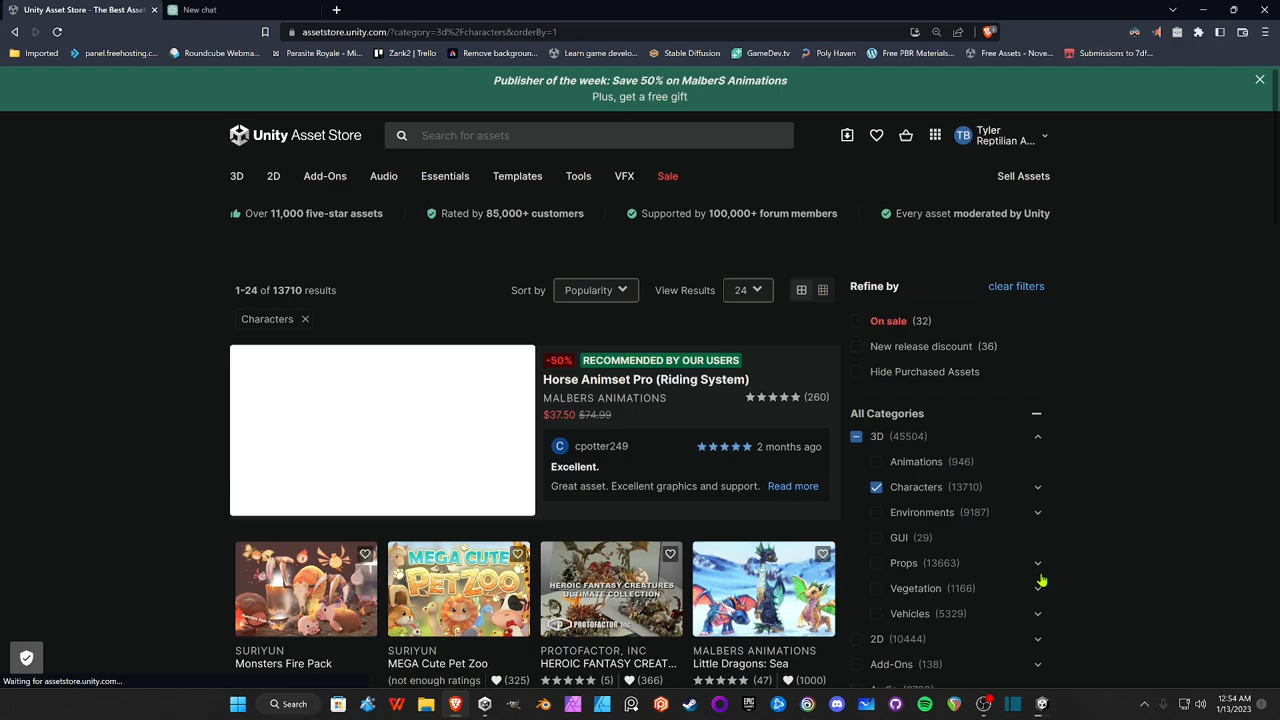 Unity Asset Store - The Best Asse
New chat
assetstore.unity.com/?category=3d%2Fcharacters&orderBy=1
Imported
panel.freehosting.c...
Roundcube Webma...
Parasite Royale - Mi...
Zank2 | Trello
Remove backgroun...
Learn game develo...
Stable Diffusion
GameDev.tv
Poly Haven
Free PBR Materials...
Free Assets - Nove...
Submissions to 7df...
Publisher of the week: Save 50% on MalberS Animations
Plus, get a free gift
Unity Asset Store
Search for assets
TB
Tyler
Reptilian A...
3D
2D
Add-Ons
Audio
Essentials
Templates
Tools
VFX
Sale
Sell Assets
Over 11,000 five-star assets
Rated by 85,000+ customers
Supported by 100,000+ forum members
Every asset moderated by Unity
1-24 of 13710 results
Sort by
Popularity
View Results
24
Characters
Refine by
clear filters
On sale (32)
New release discount (36)
Hide Purchased Assets
-50%
RECOMMENDED BY OUR USERS
Horse Animset Pro (Riding System)
MALBERS ANIMATIONS
(260)
$37.50 $74.99
C
cpotter249
2 months ago
Excellent.
Great asset. Excellent graphics and support. Read more
All Categories
3D (45504)
Animations (946)
Characters (13710)
Environments (9187)
GUI (29)
Props (13663)
Vegetation (1166)
Vehicles (5329)
2D (10444)
Add-Ons (138)
MEGA CUTE
PET ZOO
HEROIC FANTASY CREATURES
ULTIMATE COLLECTION
PROTOFACTOR INC
SURIYUN
Monsters Fire Pack
SURIYUN
MEGA Cute Pet Zoo
(not enough ratings
(325)
PROTOFACTOR, INC
HEROIC FANTASY CREAT...
(5)
(366)
MALBERS ANIMATIONS
Little Dragons: Sea
(47)
(1000)
Waiting for assetstore.unity.com...
Search
12:54 AM
1/13/2023